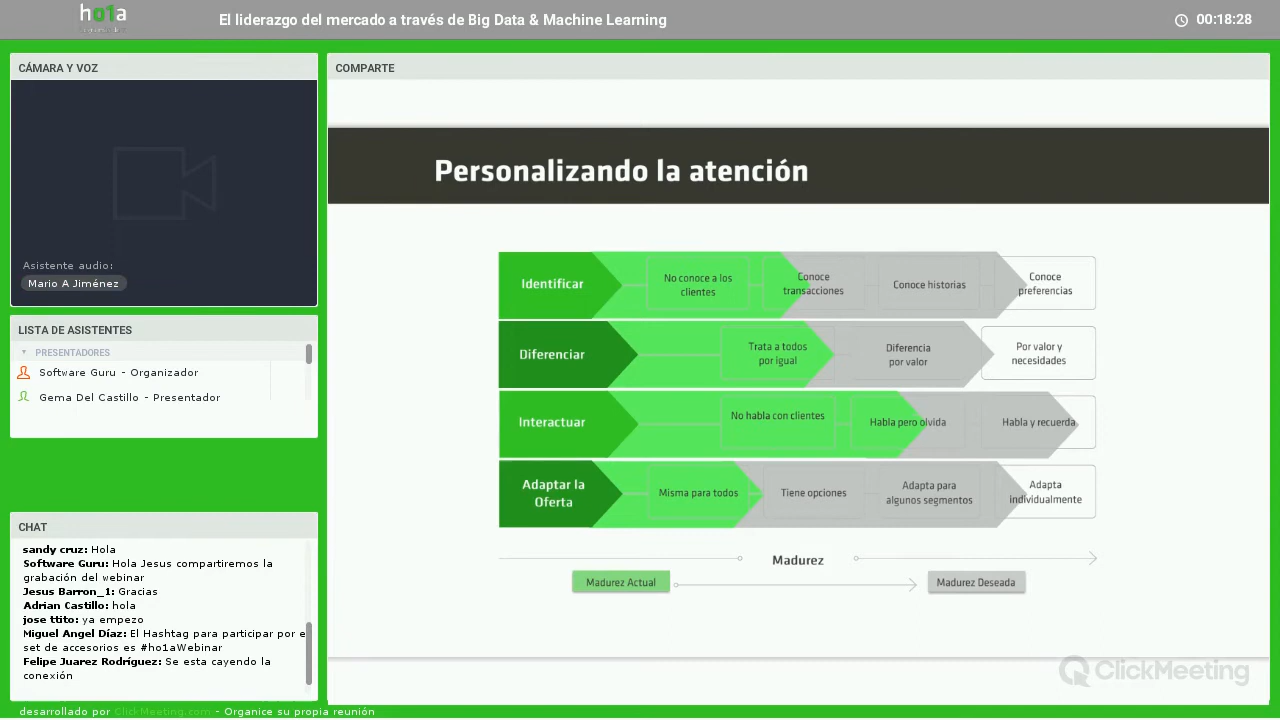 ho1a
El liderazgo del mercado a través de Big Data & Machine Learning
00:18:28
CÁMARA Y VOZ
Asistente audio:
Mario A Jiménez
LISTA DE ASISTENTES
PRESENTADORES
Software Guru - Organizador
Gema Del Castillo - Presentador
CHAT
sandy cruz: Hola
Software Guru: Hola Jesus compartiremos la
grabación del webinar
Jesus Barron_1: Gracias
Adrian Castillo: hola
jose ttito: ya empezo
Miguel Angel Díaz: El Hashtag para participar por e
set de accesorios es #ho1aWebinar
Felipe Juarez Rodríguez: Se esta cayendo la
conexión
COMPARTE
Personalizando la atención
Identificar
No conoce a los
clientes
Conoce
transacciones
Conoce historias
Conoce
preferencias
Diferenciar
Trata a todos
por igual
Diferencia
por valor
Por valor y
necesidades
Interactuar
No habla con clientes
Habla pero olvida
Habla y recuerda
Adaptar la
Oferta
Misma para todos
Tiene opciones
Adapta para
algunos segmentos
Adapta
individualmente
Madurez
Madurez Actual
Madurez Deseada
ClickMeeting
desarrollado por ClickMeeting.com - Organice su propia reunión